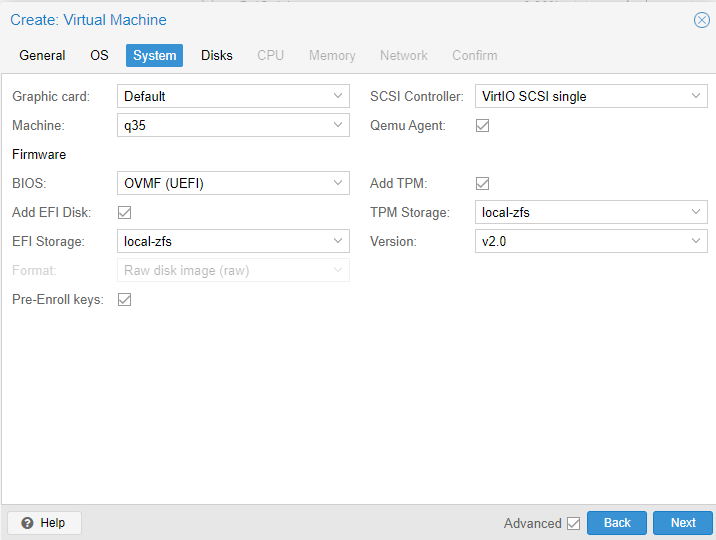 Create: Virtual Machine
General OS System Disks CPU Memory Network Confirm
Graphic card: Default SCSI Controller: VirtIO SCSI single
Machine: q35 Qemu Agent:
Firmware
BIOS: OVMF (UEFI) Add TPM:
Add EFI Disk: TPM Storage: local-zfs
EFI Storage: local-zfs Version: v2.0
Format: Raw disk image (raw)
Pre-Enroll keys:
Help Advanced Back Next